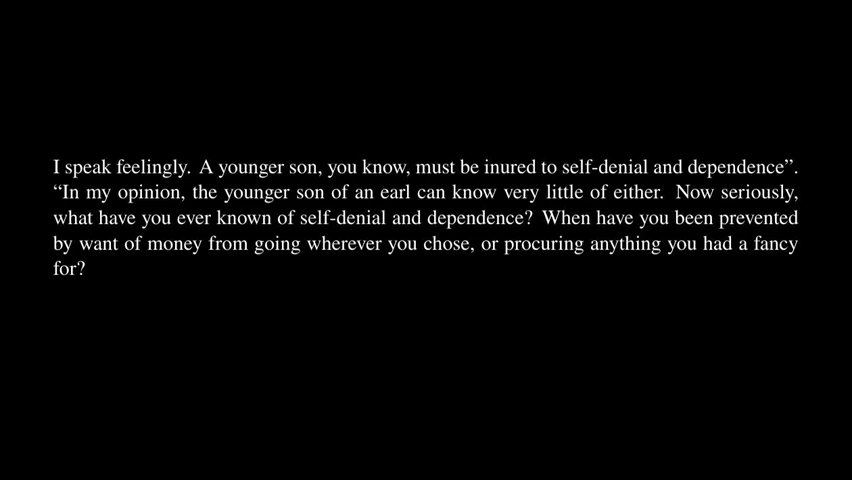 I speak feelingly. A younger son, you know, must be inured to self-denial and dependence”.
“In my opinion, the younger son of an earl can know very little of either. Now seriously,
what have you ever known of self-denial and dependence? When have you been prevented
by want of money from going wherever you chose, or procuring anything you had a fancy
for?